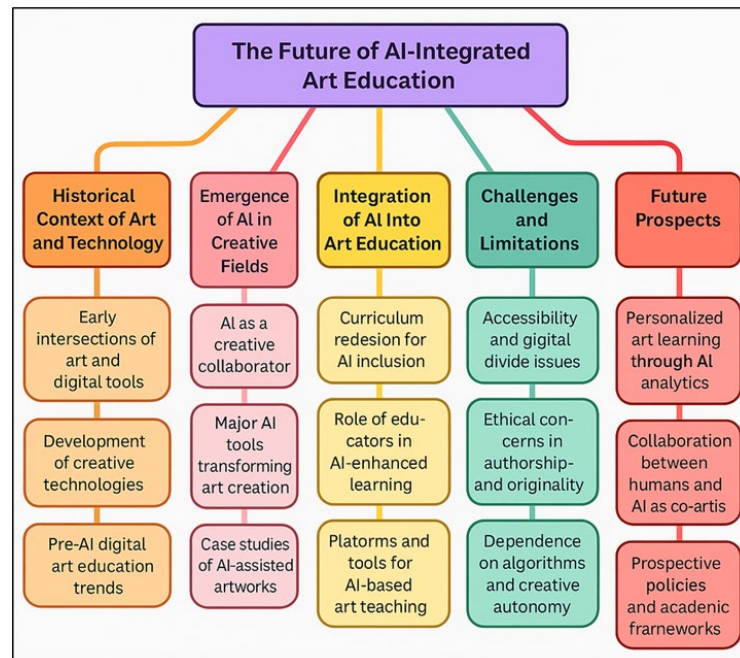 The Future of AI-Integrated
Art Education
Historical
Context of Art
and Technology
Early
intersections of
art and
digital tools
Development
of creative
technologies
Pre-AI digital
art education
trends
Emergence
of AI in
Creative
Fields
AI as a
creative
collaborator
Major AI
tools
transforming
art creation
Case studies
of AI-assisted
artworks
Integration
of AI Into
Art Education
Curriculum
redesion for
AI inclusion
Role of edu-
cators in
AI-enhanced
learning
Platorms and
tools for
AI-based
art teaching
Challenges
and
Limitations
Accessibility
and gigital
divide issues
Ethical con-
cerns in
authorship-
and originality
Dependence
on algorithms
and creative
autonomy
Future
Prospects
Personalized
art learning
through AI
analytics
Collaboration
between
humans and
AI as co-artis
Prospective
policies
and acadenic
frarneworks